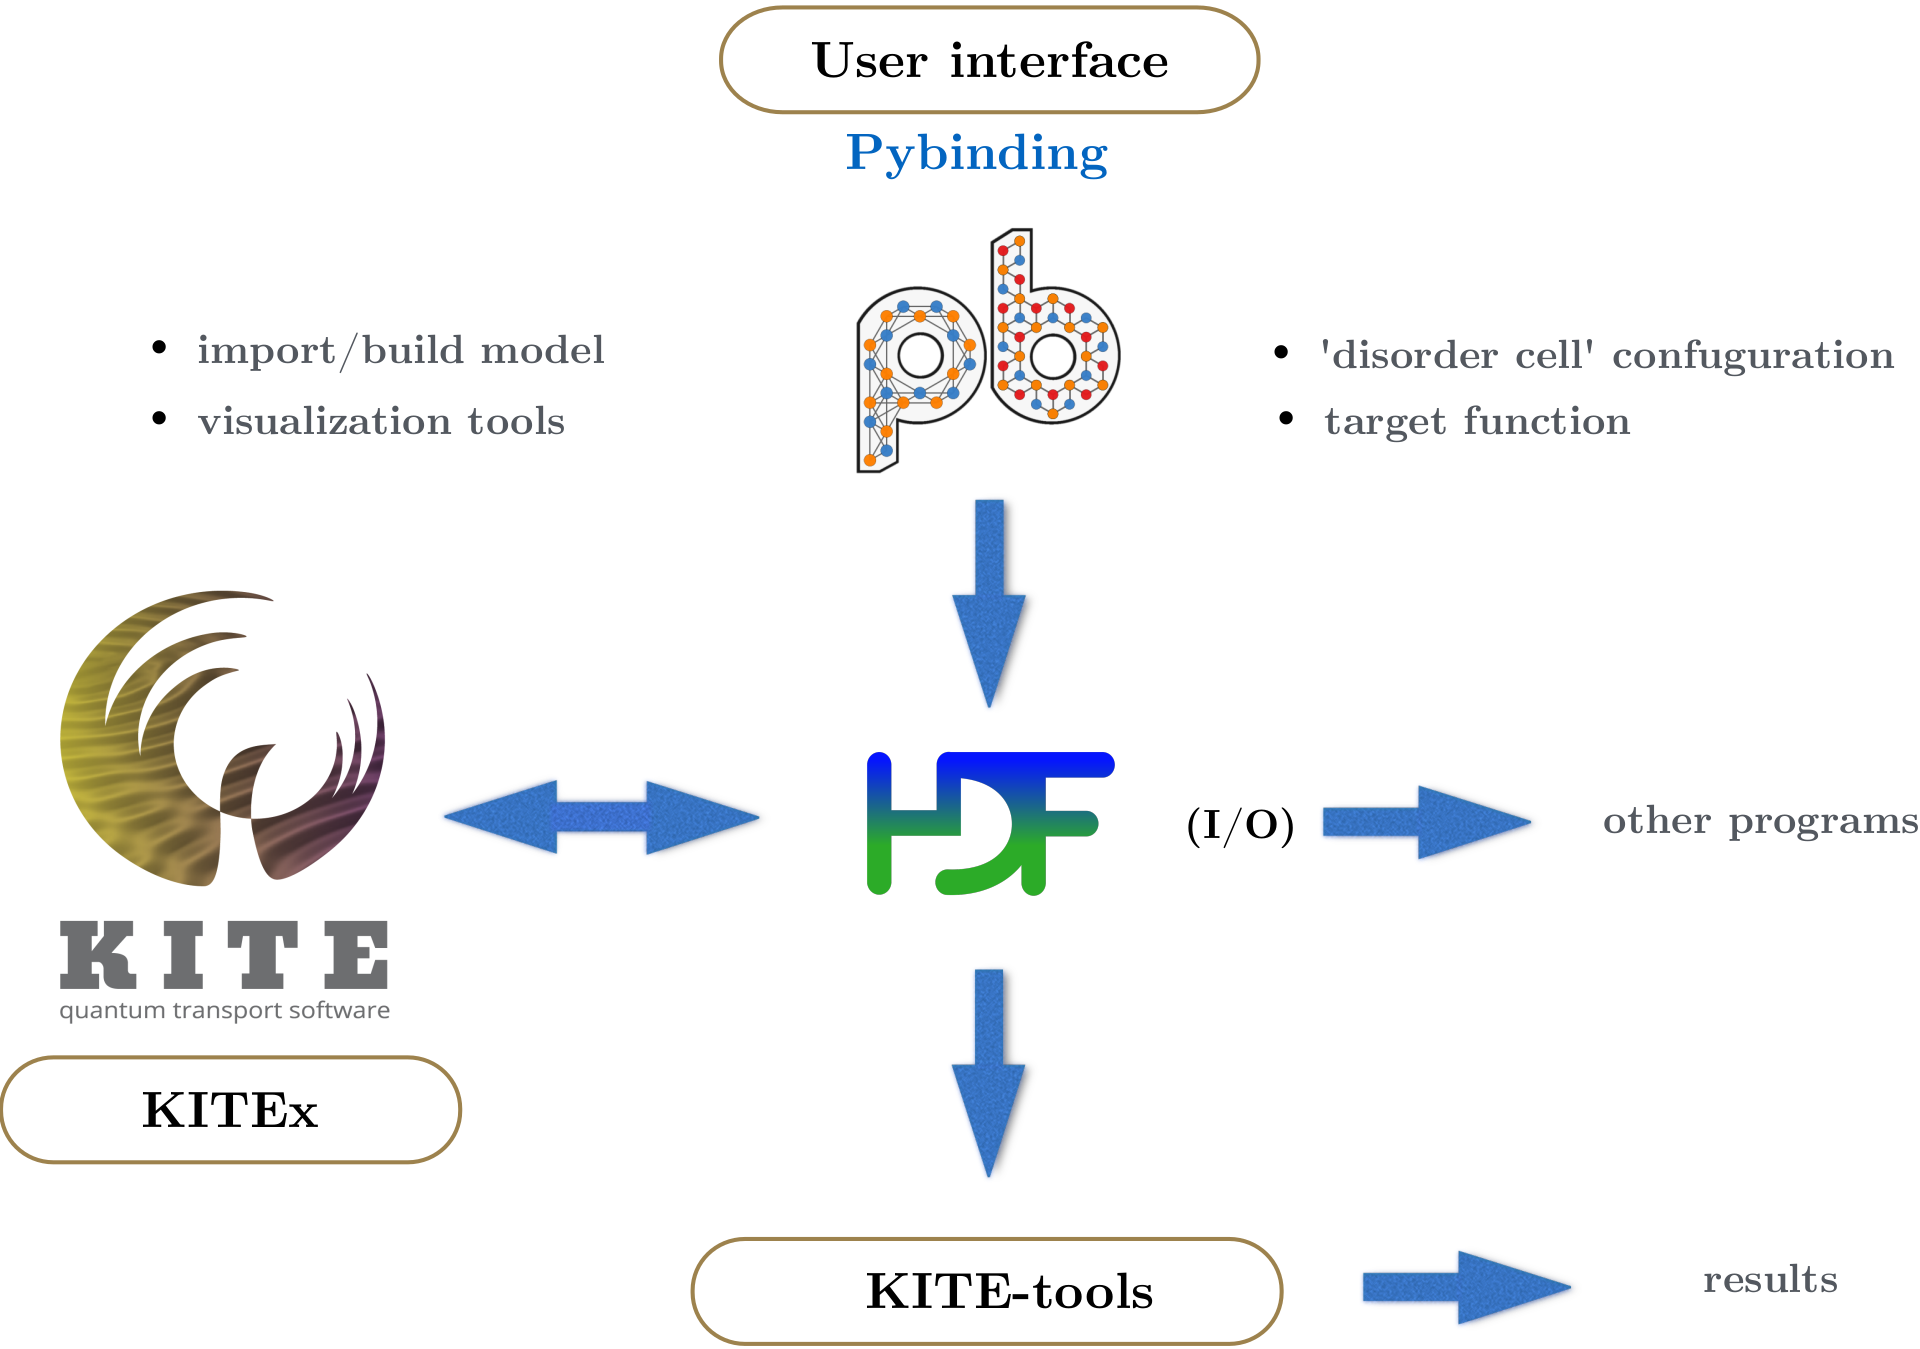 User interface
Pybinding
• import/build model
• visualization tools
• 'disorder cell' confuguration
• target function
pb
HDF
(I/O)
other programs
KITE
quantum transport software
KITEx
KITE-tools
results